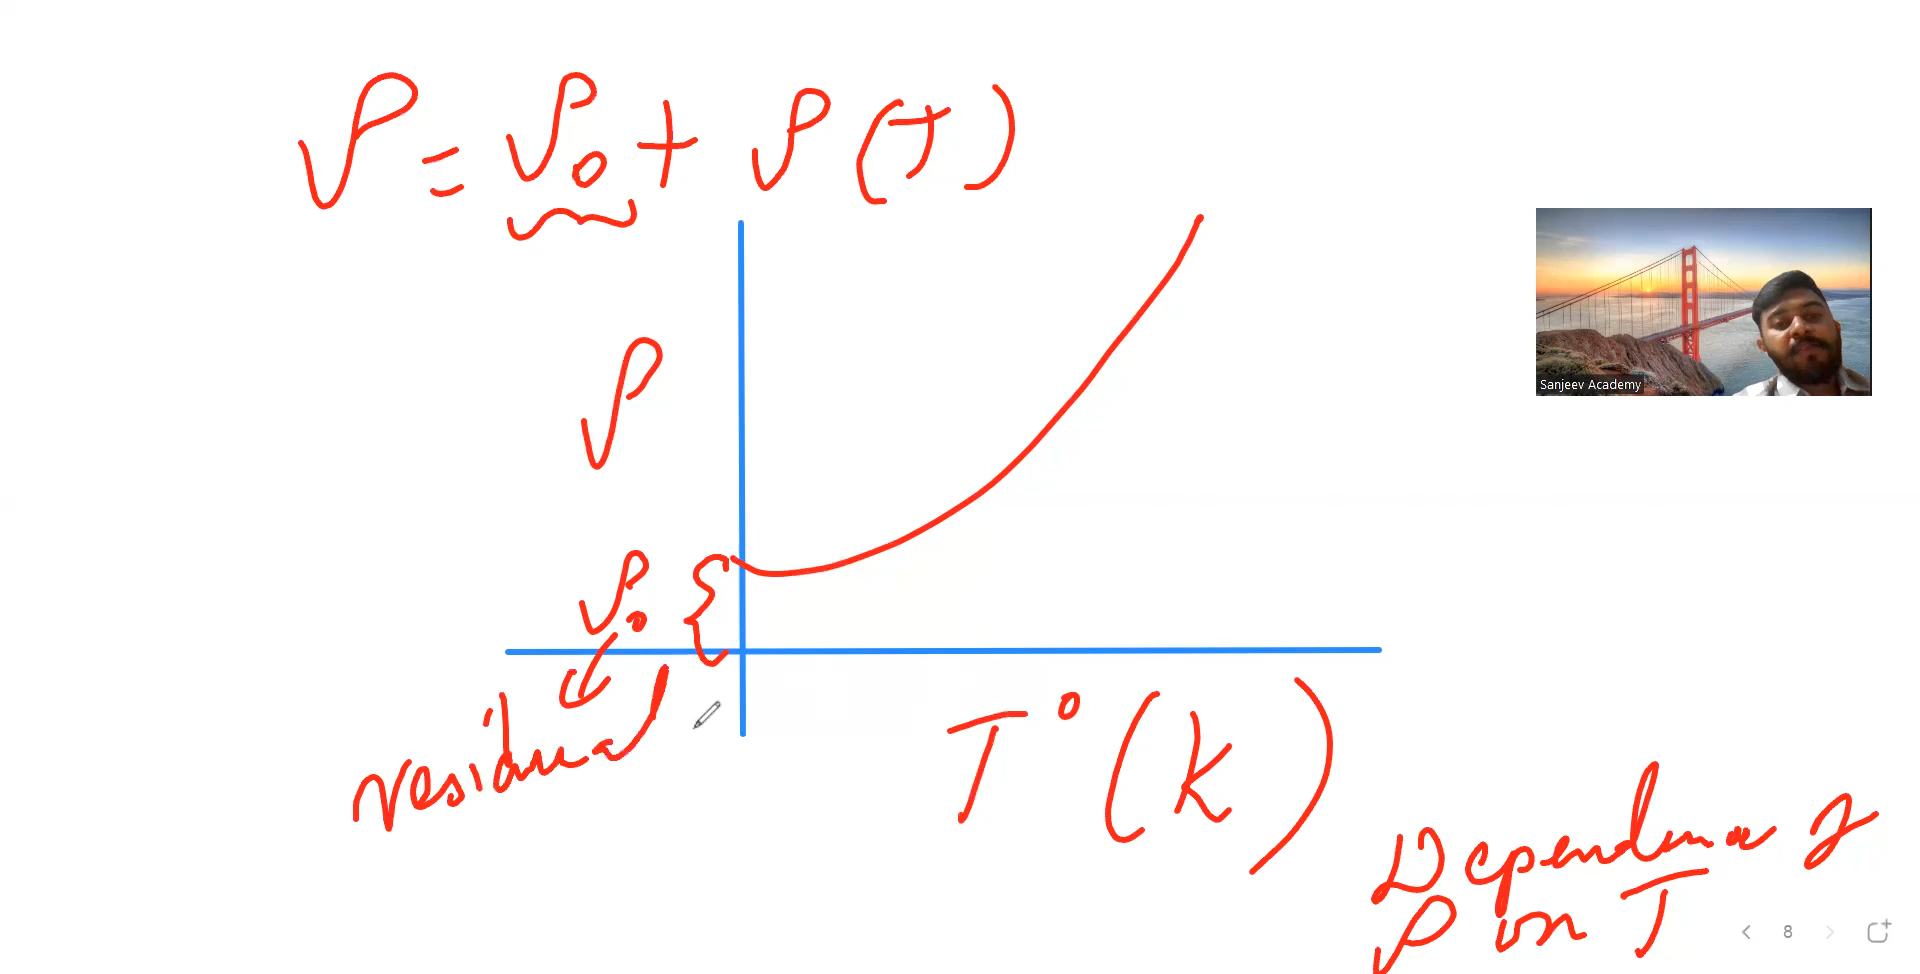 ρ = ρ₀ + ρ(T)
ρ
Sanjeev Academy
ρ₀
residual
T° (K)
Dependence of
ρ on T
8